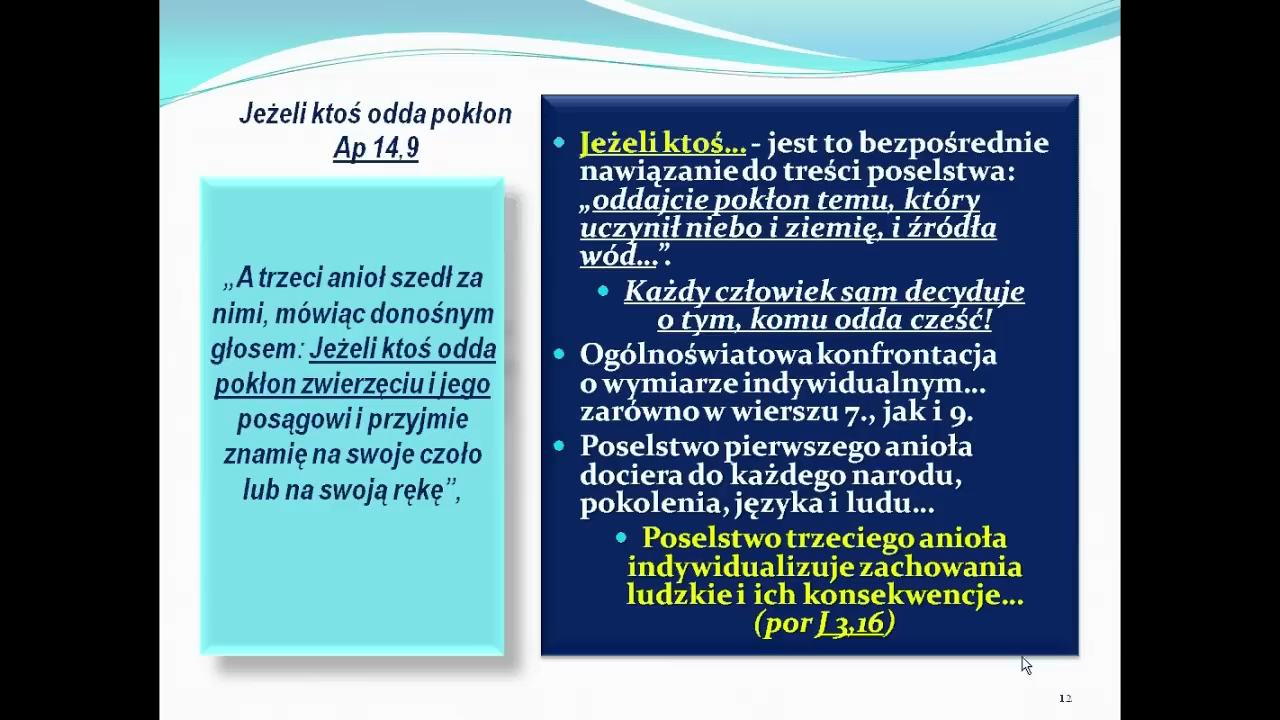 Jeżeli ktoś odda pokłon
Ap 14,9
„A trzeci anioł szedł za
nimi, mówiąc donośnym
głosem: Jeżeli ktoś odda
pokłon zwierzęciu i jego
posągowi i przyjmie
znamię na swoje czoło
lub na swoją rękę”,
• Jeżeli ktoś... - jest to bezpośrednie
nawiązanie do treści poselstwa:
„oddajcie pokłon temu, który
uczynił niebo i ziemię, i źródła
wód...”.
• Każdy człowiek sam decyduje
o tym, komu odda cześć!
• Ogólnoświatowa konfrontacja
o wymiarze indywidualnym...
zarówno w wierszu 7., jak i 9.
• Poselstwo pierwszego anioła
dociera do każdego narodu,
pokolenia, języka i ludu...
• Poselstwo trzeciego anioła
indywidualizuje zachowania
ludzkie i ich konsekwencje...
(por J 3,16)
12